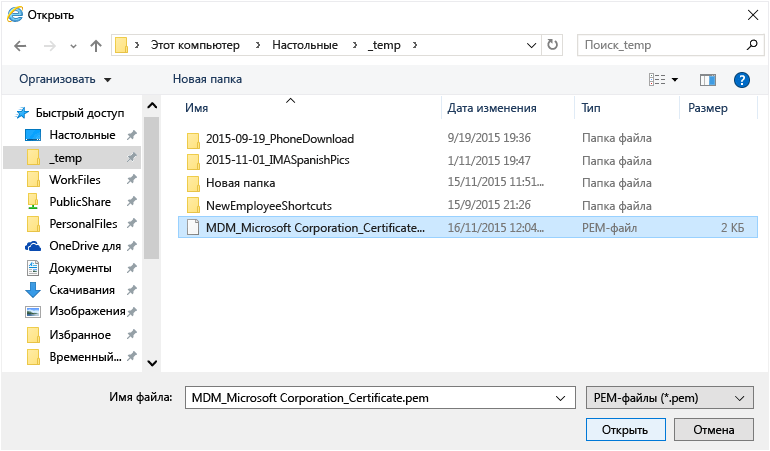 Открыть
Этот компьютер > Настольные > _temp >
Поиск_temp
Организовать Новая папка
Имя Дата изменения Тип Размер
Быстрый доступ
Настольные
_temp
WorkFiles
PublicShare
PersonalFiles
OneDrive для
Документы
Скачивания
Изображения
Избранное
Временный...
2015-09-19_PhoneDownload 9/19/2015 19:36 Папка файла
2015-11-01_IMASpanishPics 1/11/2015 19:47 Папка файла
Новая папка 15/11/2015 11:51... Папка файла
NewEmployeeShortcuts 15/9/2015 21:26 Папка файла
MDM_Microsoft Corporation_Certificate... 16/11/2015 12:04... PEM-файл 2 КБ
Имя файла: MDM_Microsoft Corporation_Certificate.pem PEM-файлы (*.pem)
Открыть Отмена